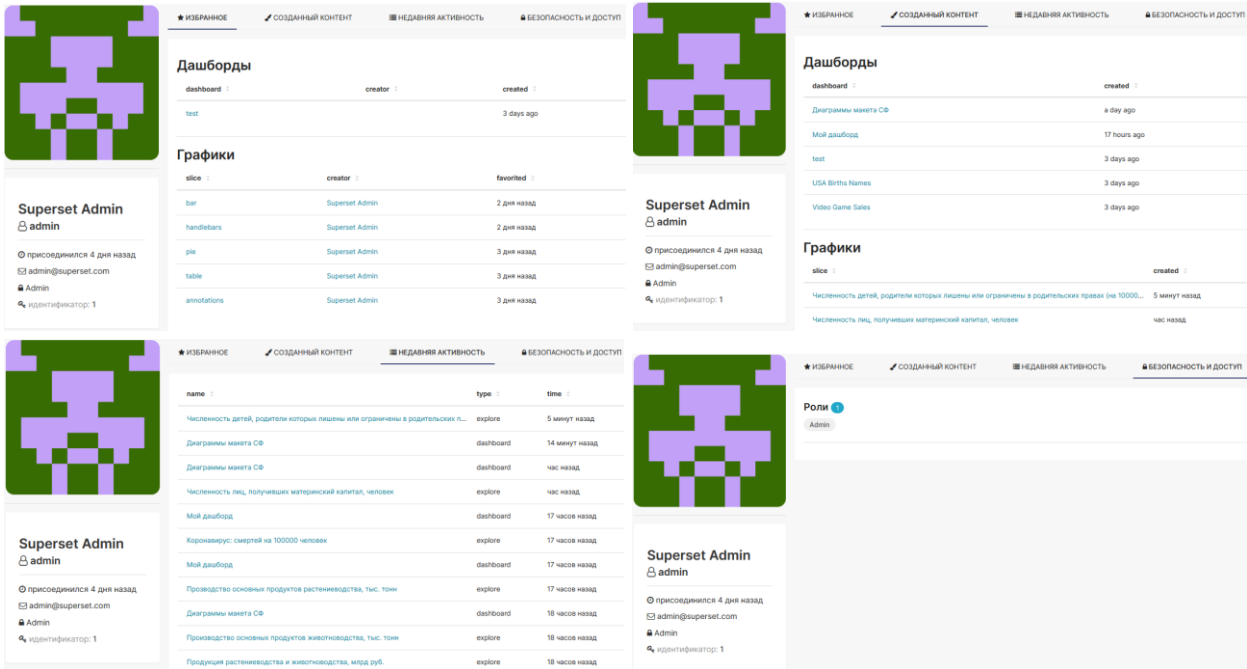 ★ ИЗБРАННОЕ СОЗДАННЫЙ КОНТЕНТ НЕДАВНЯЯ АКТИВНОСТЬ БЕЗОПАСНОСТЬ И ДОСТУП
Дашборды
dashboard creator created
test 3 days ago
Графики
slice creator favorited
bar Superset Admin 2 дня назад
handlebars Superset Admin 2 дня назад
pie Superset Admin 3 дня назад
table Superset Admin 3 дня назад
annotations Superset Admin 3 дня назад
Superset Admin
admin
присоединился 4 дня назад
admin@superset.com
Admin
идентификатор: 1
★ ИЗБРАННОЕ СОЗДАННЫЙ КОНТЕНТ НЕДАВНЯЯ АКТИВНОСТЬ БЕЗОПАСНОСТЬ И ДОСТУП
Дашборды
dashboard created
Диаграммы макета СФ a day ago
Мой дашборд 17 hours ago
test 3 days ago
USA Births Names 3 days ago
Video Game Sales 3 days ago
Графики
slice created
Численность детей, родители которых лишены или ограничены в родительских правах (на 10000... 5 минут назад
Численность лиц, получивших материнский капитал, человек час назад
Superset Admin
admin
присоединился 4 дня назад
admin@superset.com
Admin
идентификатор: 1
★ ИЗБРАННОЕ СОЗДАННЫЙ КОНТЕНТ НЕДАВНЯЯ АКТИВНОСТЬ БЕЗОПАСНОСТЬ И ДОСТУП
name type time
Численность детей, родители которых лишены или ограничены в родительских п... explore 5 минут назад
Диаграммы макета СФ dashboard 14 минут назад
Диаграммы макета СФ dashboard час назад
Численность лиц, получивших материнский капитал, человек explore час назад
Мой дашборд dashboard 17 часов назад
Коронавирус: смертей на 100000 человек explore 17 часов назад
Мой дашборд dashboard 17 часов назад
Прозводство основных продуктов растениеводства, тыс. тонн explore 17 часов назад
Диаграммы макета СФ dashboard 18 часов назад
Производство основных продуктов животноводства, тыс. тонн explore 18 часов назад
Продукция растениеводства и животноводства, млрд руб. explore 18 часов назад
Superset Admin
admin
присоединился 4 дня назад
admin@superset.com
Admin
идентификатор: 1
★ ИЗБРАННОЕ СОЗДАННЫЙ КОНТЕНТ НЕДАВНЯЯ АКТИВНОСТЬ БЕЗОПАСНОСТЬ И ДОСТУП
Роли 1
Admin
Superset Admin
admin
присоединился 4 дня назад
admin@superset.com
Admin
идентификатор: 1